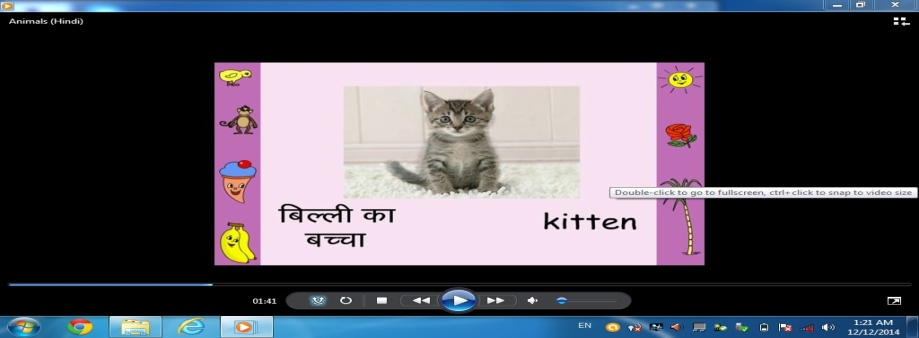 Animals (Hindi)
Double-click to go to fullscreen, ctrl+click to snap to video size
बिल्ली का
बच्चा
kitten
01:41
EN
1:21 AM
12/12/2014